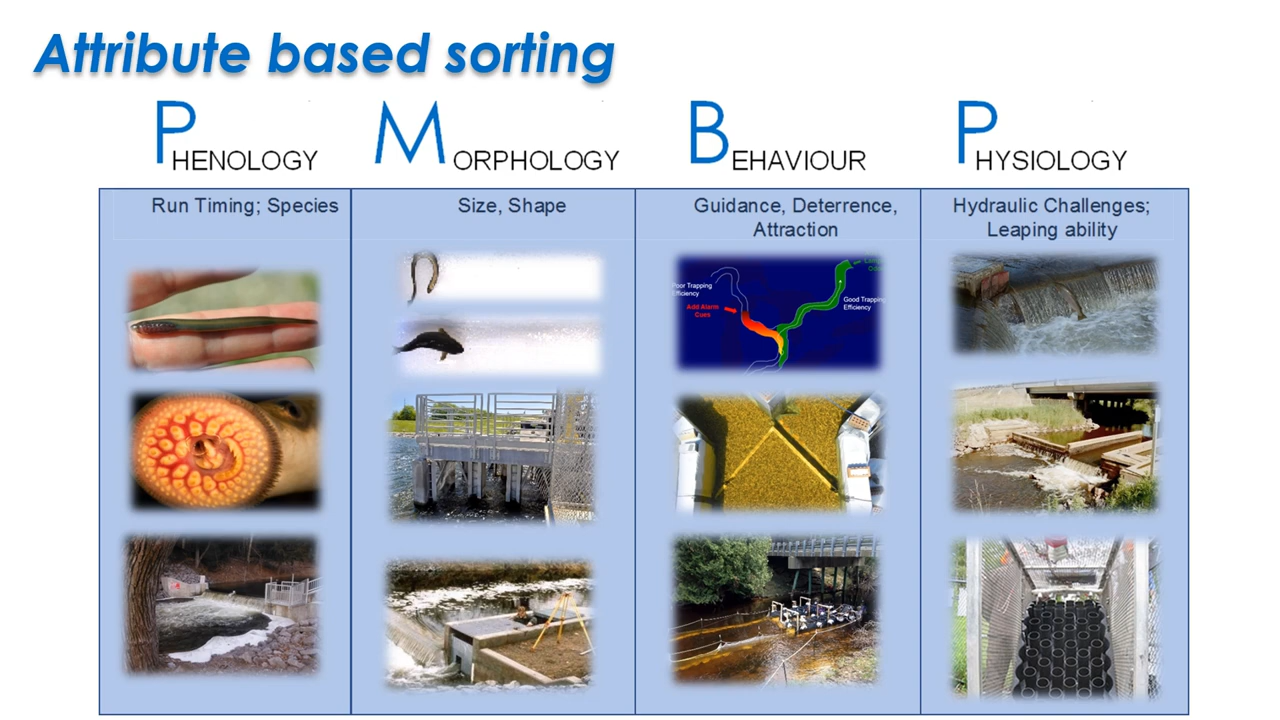 Attribute based sorting
PHENOLOGY
MORPHOLOGY
BEHAVIOUR
PHYSIOLOGY
Run Timing; Species
Size, Shape
Guidance, Deterrence,
Attraction
Hydraulic Challenges;
Leaping ability
Poor Trapping
Efficiency
Add Alarm
Cues
Good Trapping
Efficiency